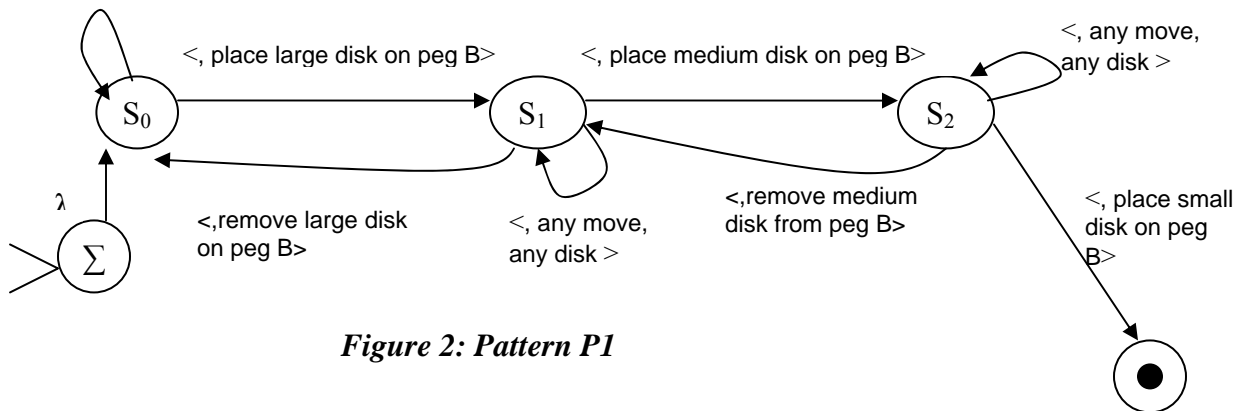 <, place large disk on peg B>
<, place medium disk on peg B>
<, any move,
any disk >
S₀
S₁
S₂
λ
<,remove large disk
on peg B>
<, any move,
any disk >
<,remove medium
disk from peg B>
<, place small
disk on peg
B>
Σ
Figure 2: Pattern P1